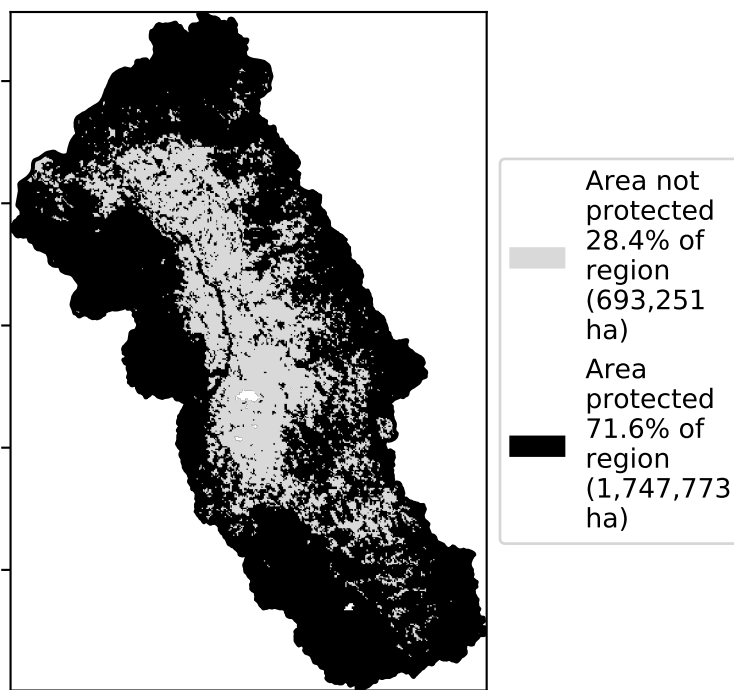 Area not
protected
28.4% of
region
(693,251
ha)
Area
protected
71.6% of
region
(1,747,773
ha)